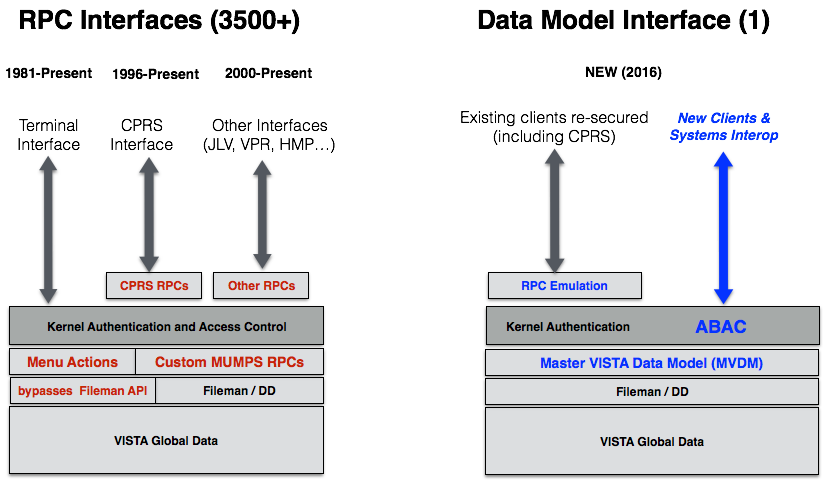 RPC Interfaces (3500+)
1981-Present
1996-Present
2000-Present
Terminal
Interface
CPRS
Interface
Other Interfaces
(JLV, VPR, HMP...)
CPRS RPCs
Other RPCs
Kernel Authentication and Access Control
Menu Actions
Custom MUMPS RPCs
bypasses Fileman API
Fileman / DD
VISTA Global Data
Data Model Interface (1)
NEW (2016)
Existing clients re-secured
(including CPRS)
New Clients &
Systems Interop
RPC Emulation
Kernel Authentication
ABAC
Master VISTA Data Model (MVDM)
Fileman / DD
VISTA Global Data